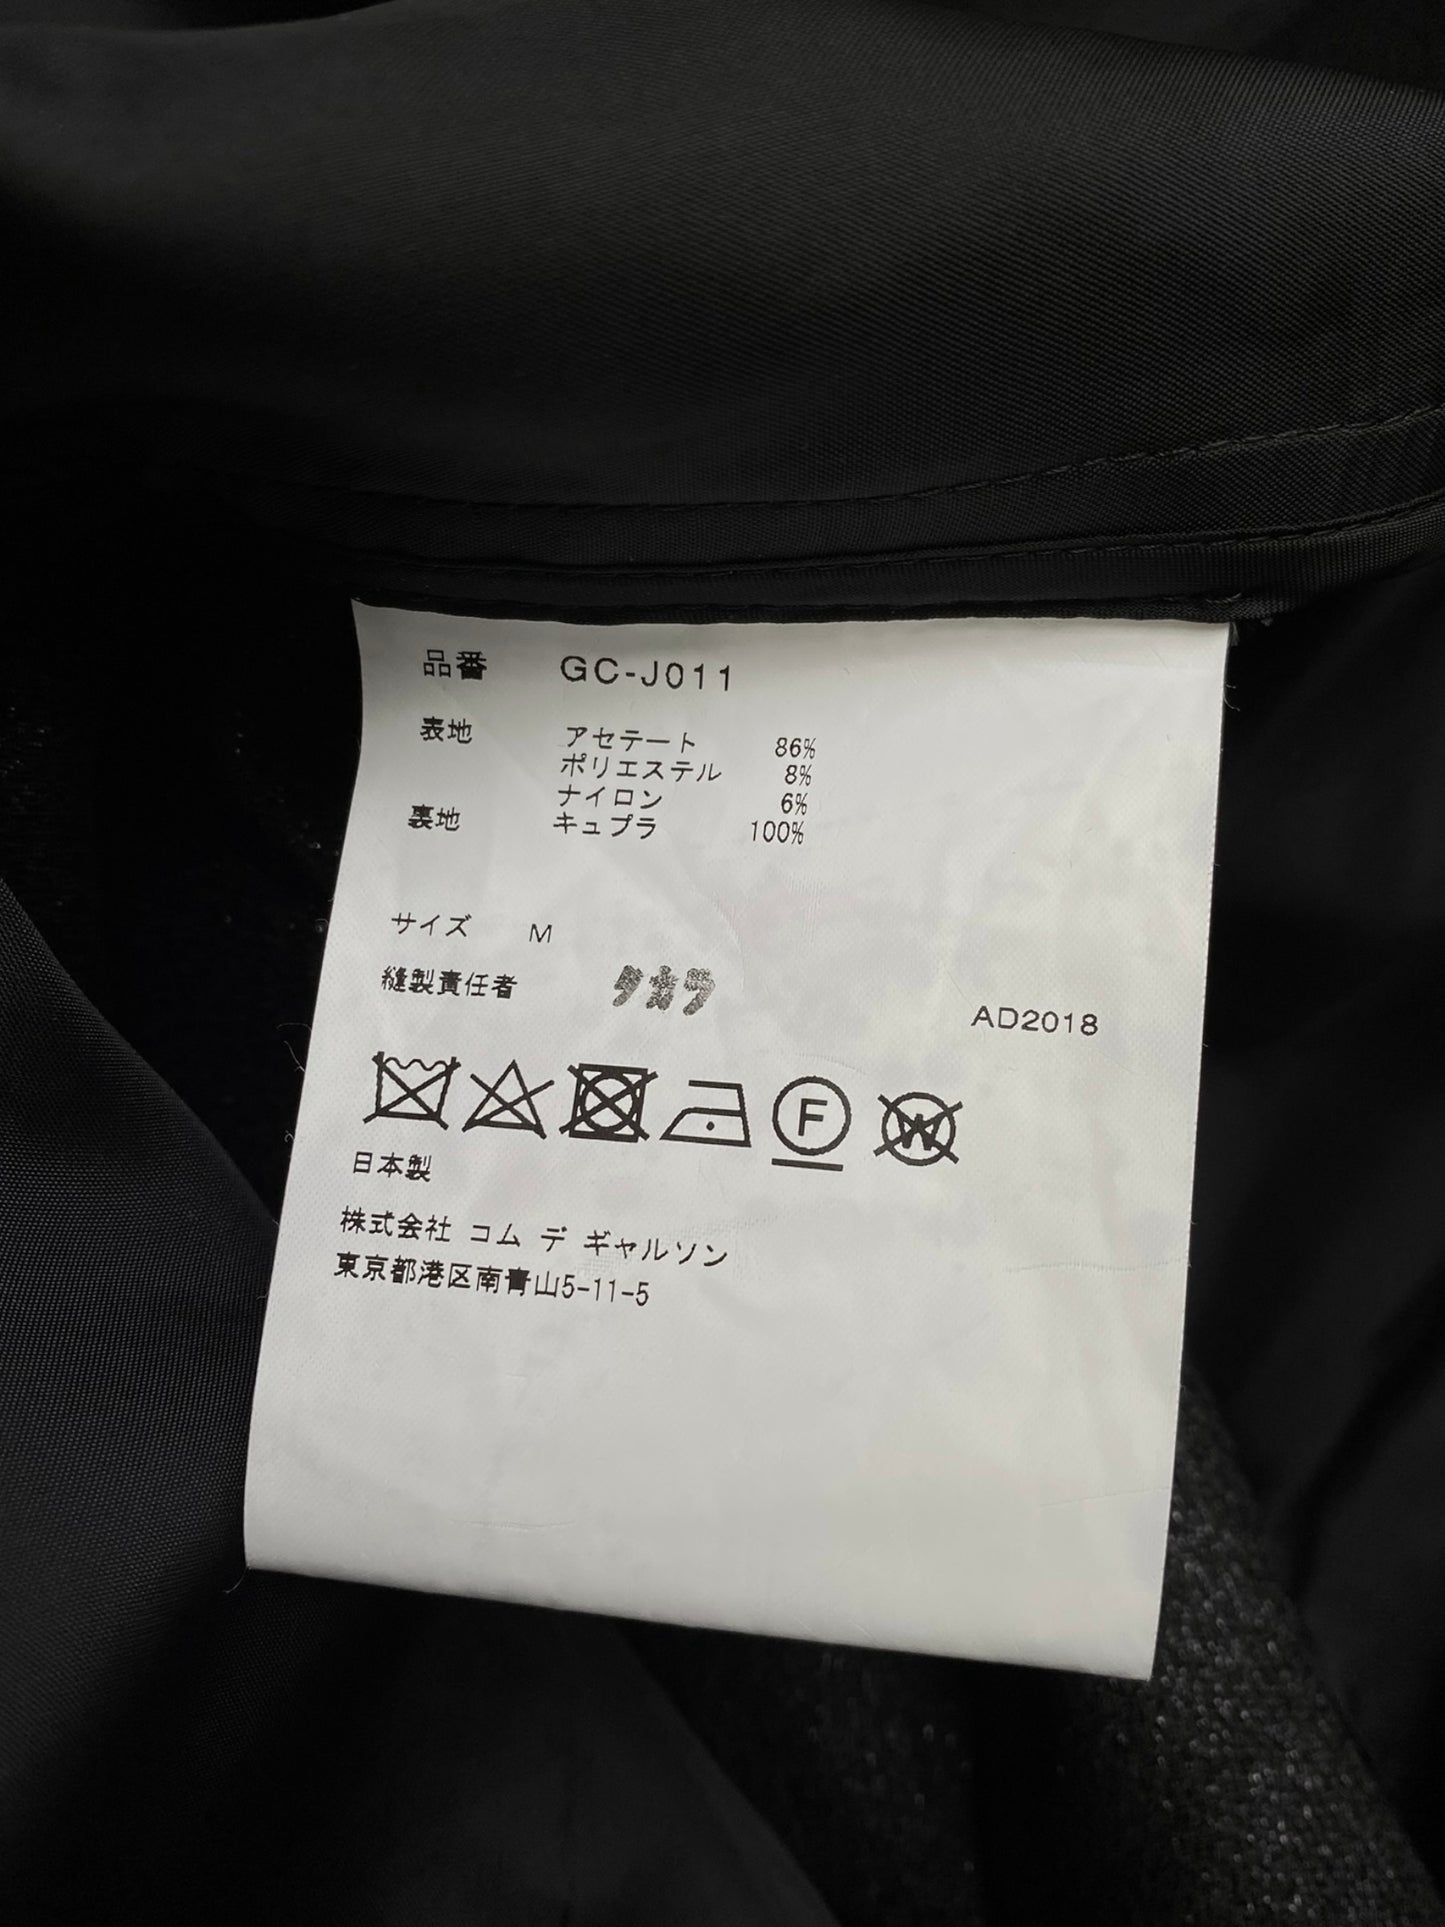 品番 GC-J011
表地 アセテート 86%
ポリエステル 8%
ナイロン 6%
裏地 キュプラ 100%
サイズ M
縫製責任者 タカラ
AD2018
F W
日本製
株式会社 コム デ ギャルソン
東京都港区南青山5-11-5